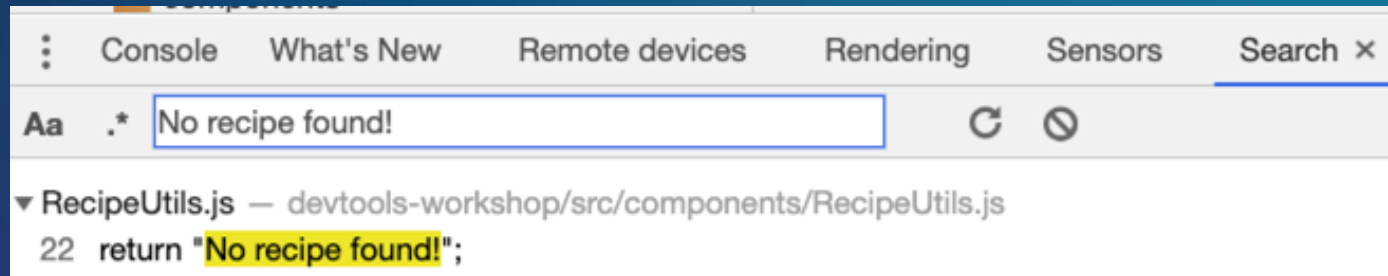 components
Console What's New Remote devices Rendering Sensors Search ×
Aa .* No recipe found!
RecipeUtils.js — devtools-workshop/src/components/RecipeUtils.js
22 return "No recipe found!";